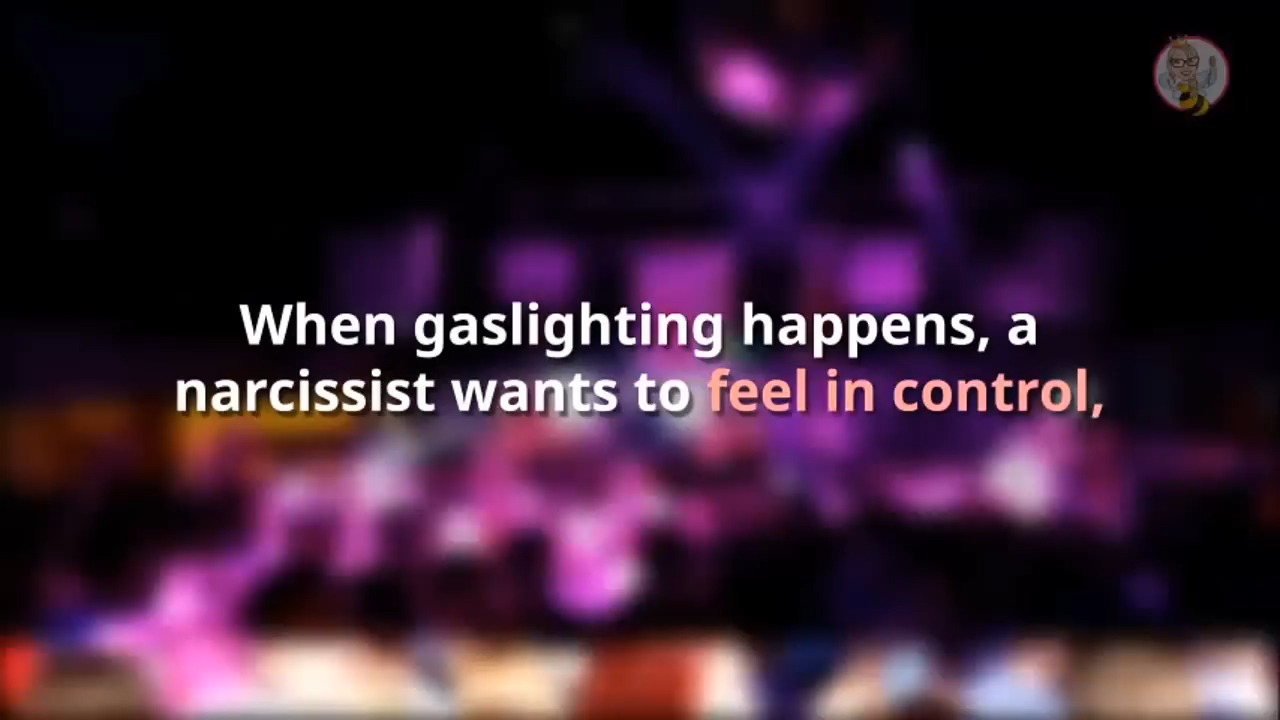 When gaslighting happens, a
narcissist wants to feel in control,